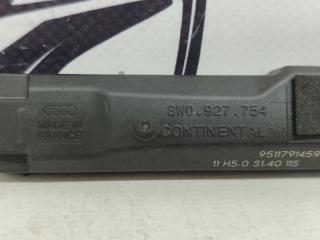 8W0.927.754
MADE IN
FRANCE
CONTINENTAL
9511791459
11 H5.0 S1.40 11S